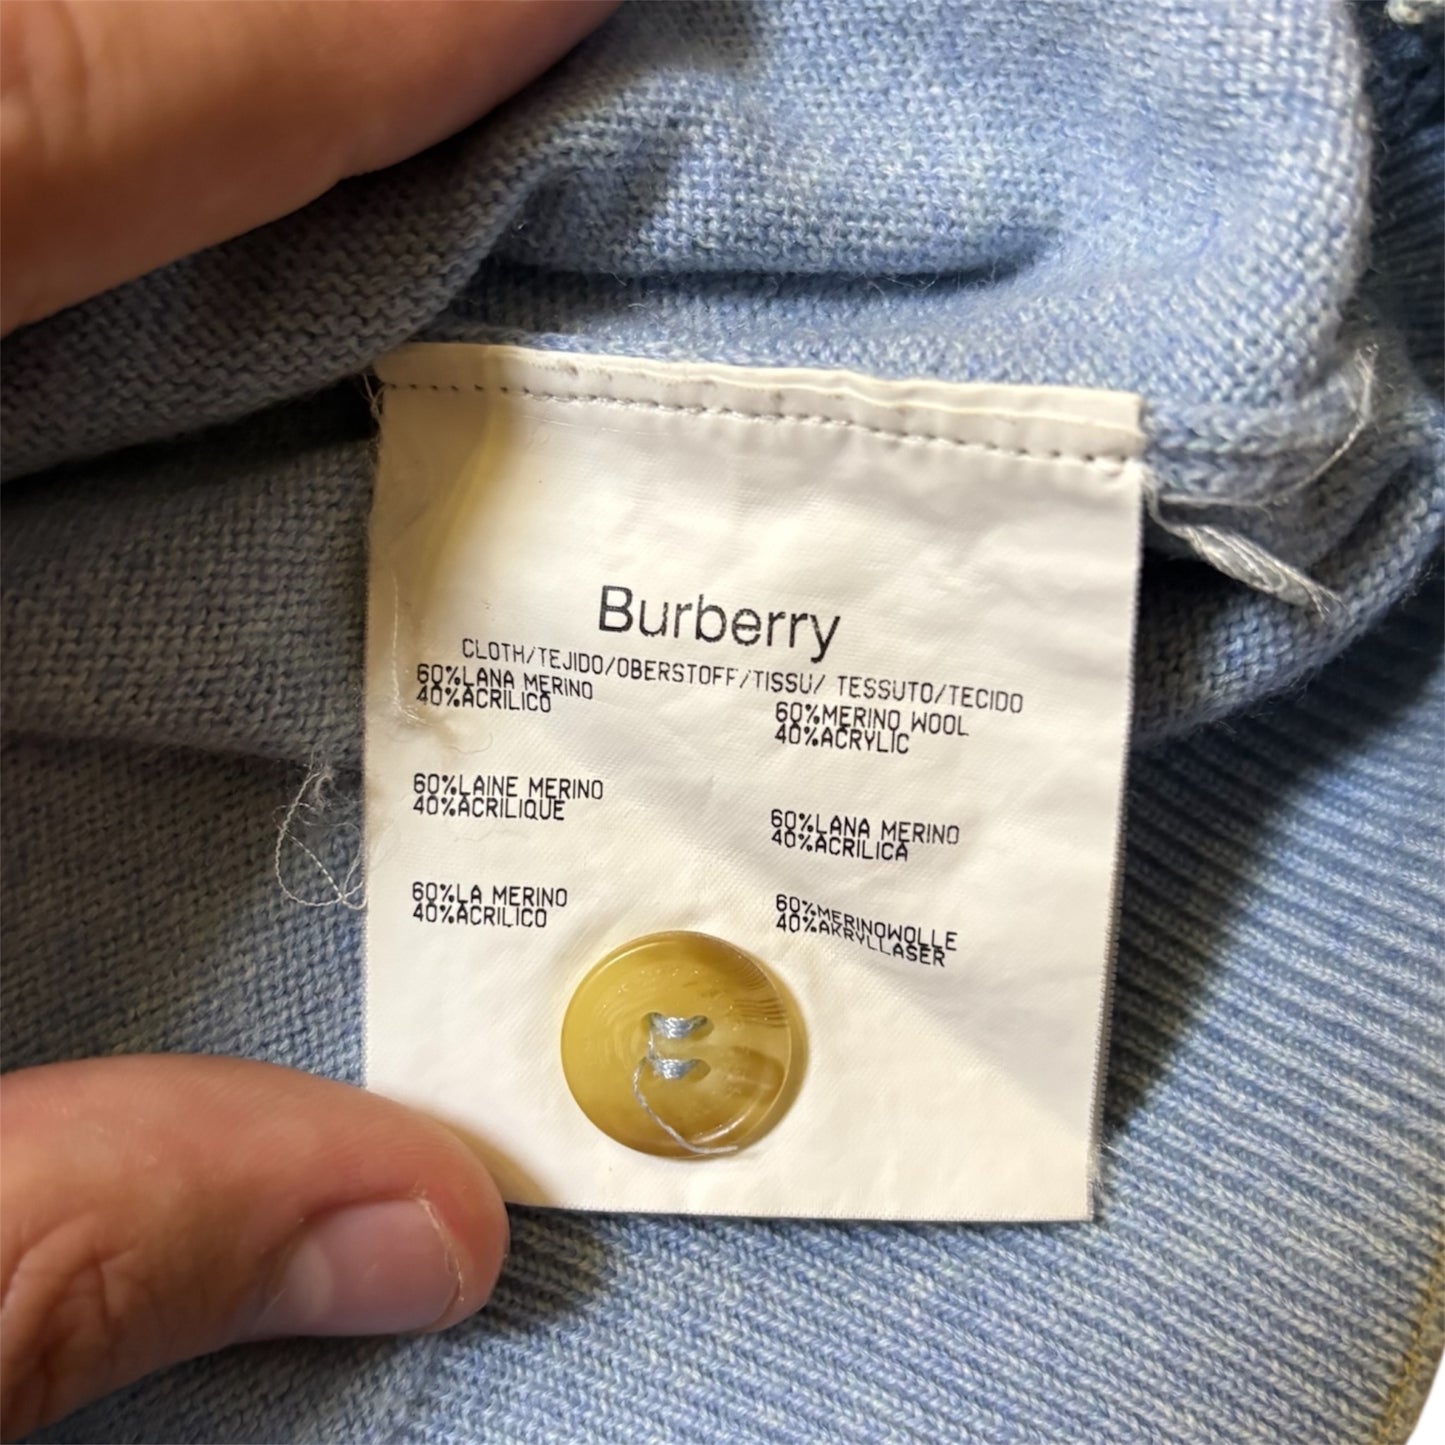 Burberry
CLOTH/TEJIDO/OBERSTOFF/TISSU/ TESSUTO/TECIDO
60%LANA MERINO
40%ACRILICO
60%MERINO WOOL
40%ACRYLIC
60%LAINE MERINO
40%ACRILIQUE
60%LANA MERINO
40%ACRILICA
60%LA MERINO
40%ACRILICO
60%MERINOWOLLE
40%AKRYLLASER